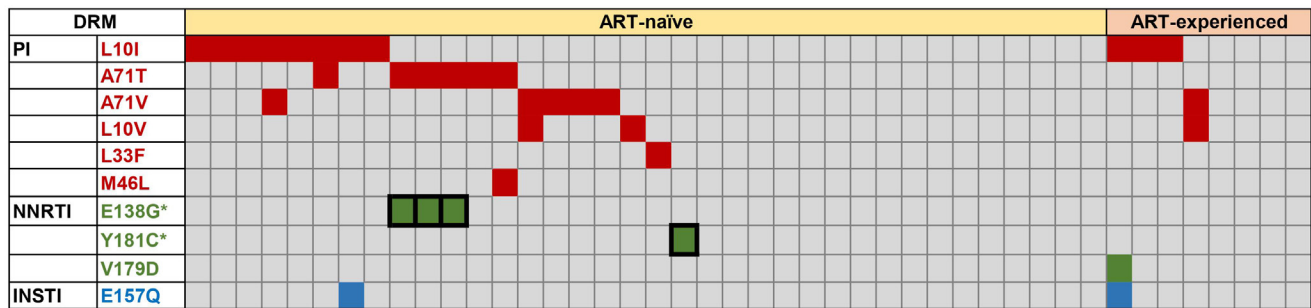 DRM ART-naïve ART-experienced
PI L10I
A71T
A71V
L10V
L33F
M46L
NNRTI E138G*
Y181C*
V179D
INSTI E157Q